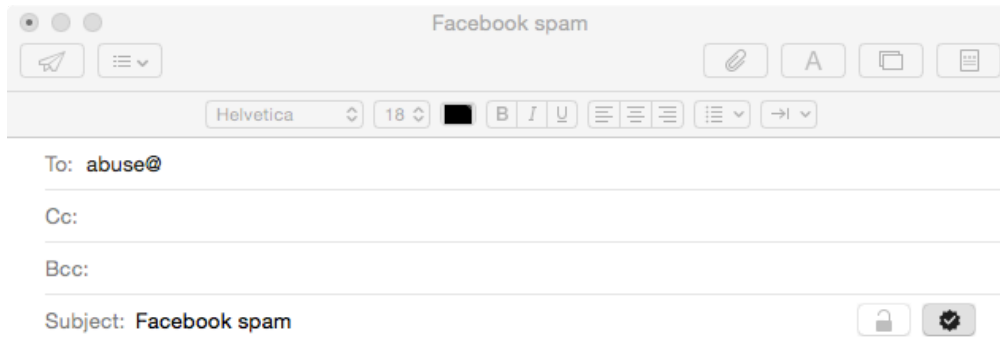 Facebook spam
A
Helvetica 18 B I U
To: abuse@
Cc:
Bcc:
Subject: Facebook spam